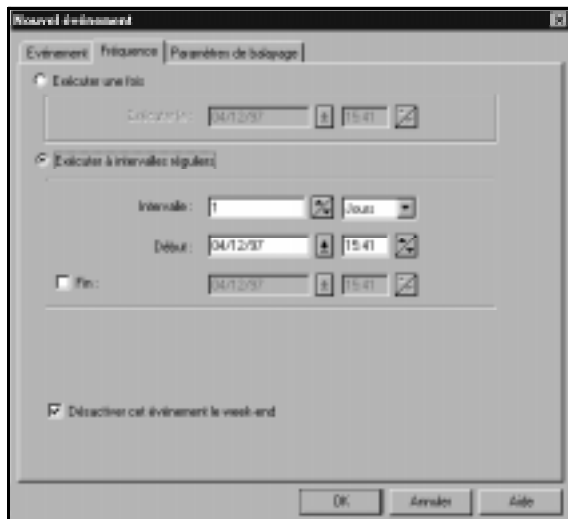 Nouvel événement
Evénement Fréquence Paramètres de balayage
Exécuter une fois
Exécuter le : 04/12/97 15:41
Exécuter à intervalles réguliers
Intervalle : 1 Jours
Début : 04/12/97 15:41
Fin : 04/12/97 15:41
Désactiver cet événement le week-end
OK Annuler Aide